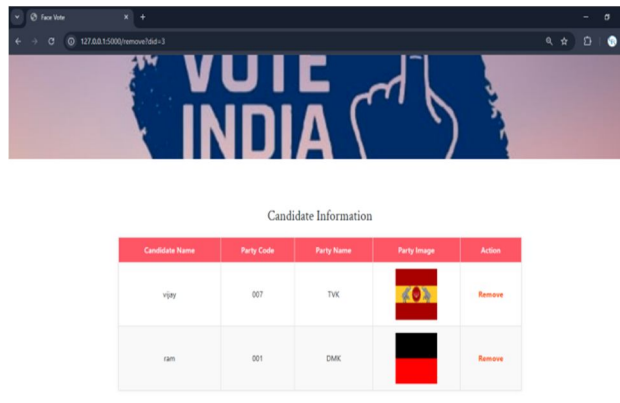 Face Vote
127.0.0.1:5000/remove?did=3
VOTE
INDIA
Candidate Information
Candidate Name Party Code Party Name Party Image Action
vijay 007 TVK Remove
ram 001 DMK Remove